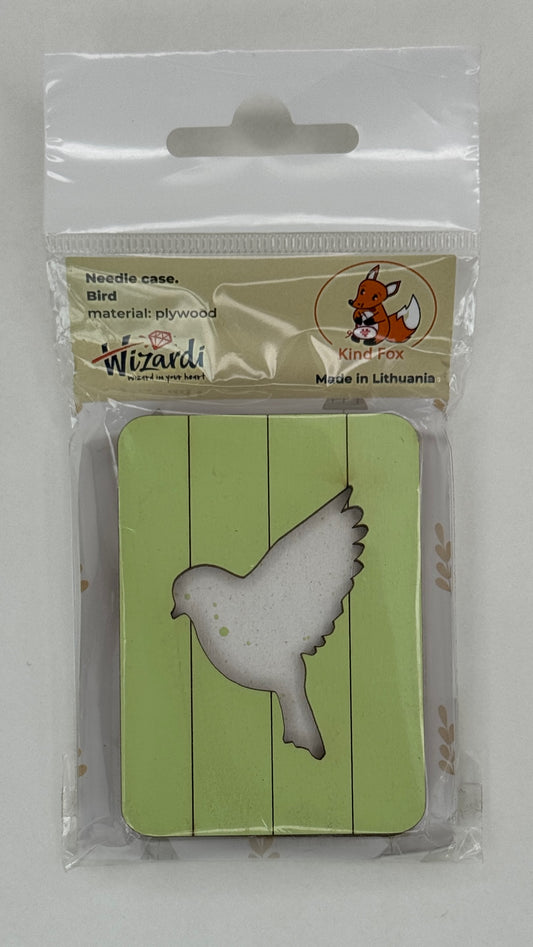 Needle case.
Bird
material: plywood
Wizardi
Wizard in your heart
Kind Fox
Made in Lithuania